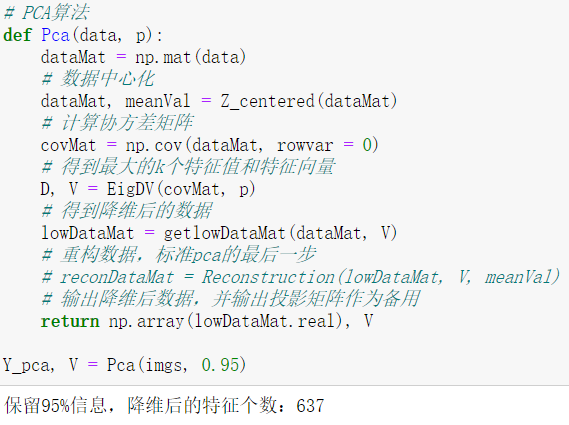 # PCA算法
def Pca(data, p):
    dataMat = np.mat(data)
    # 数据中心化
    dataMat, meanVal = Z_centered(dataMat)
    # 计算协方差矩阵
    covMat = np.cov(dataMat, rowvar = 0)
    # 得到最大的k个特征值和特征向量
    D, V = EigDV(covMat, p)
    # 得到降维后的数据
    lowDataMat = getlowDataMat(dataMat, V)
    # 重构数据，标准pca的最后一步
    # reconDataMat = Reconstruction(lowDataMat, V, meanVal)
    # 输出降维后数据，并输出投影矩阵作为备用
    return np.array(lowDataMat.real), V
Y_pca, V = Pca(imgs, 0.95)
保留95%信息，降维后的特征个数：637